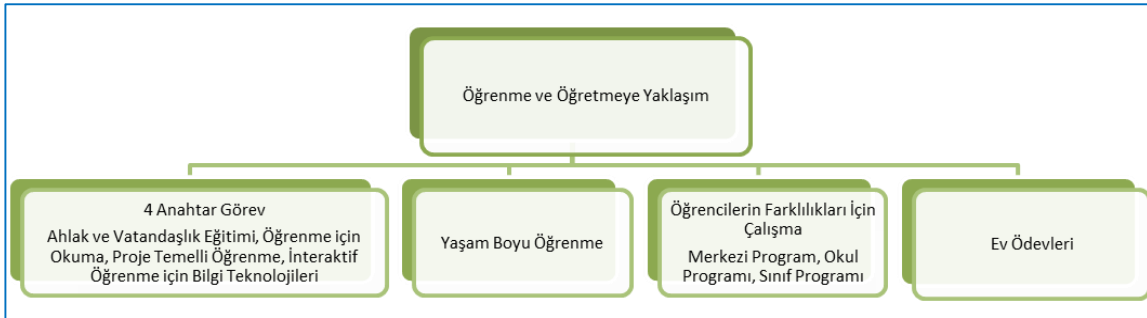 Öğrenme ve Öğretmeye Yaklaşım
4 Anahtar Görev
Ahlak ve Vatandaşlık Eğitimi, Öğrenme için
Okuma, Proje Temelli Öğrenme, İnteraktif
Öğrenme için Bilgi Teknolojileri
Yaşam Boyu Öğrenme
Öğrencilerin Farklılıkları İçin
Çalışma
Merkezi Program, Okul
Programı, Sınıf Programı
Ev Ödevleri